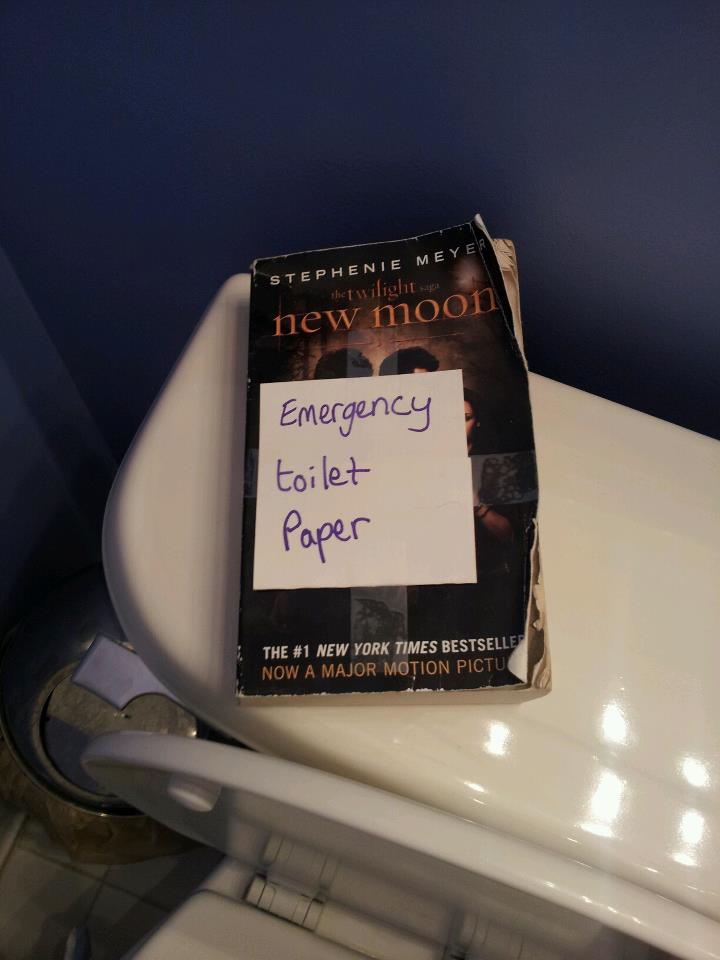 STEPHENIE MEYER
the twilight saga
new moon
Emergency
toilet
Paper
THE #1 NEW YORK TIMES BESTSELLER
NOW A MAJOR MOTION PICTU